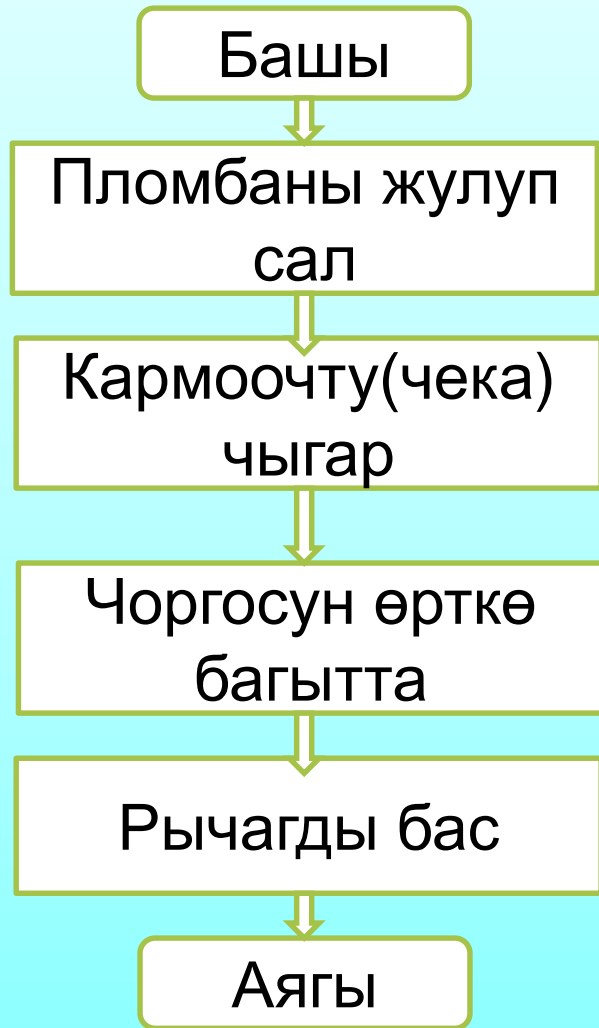 Башы
Пломбаны жулуп
сал
Кармоочту(чека)
чыгар
Чоргосун өрткө
багытта
Рычагды бас
Аягы